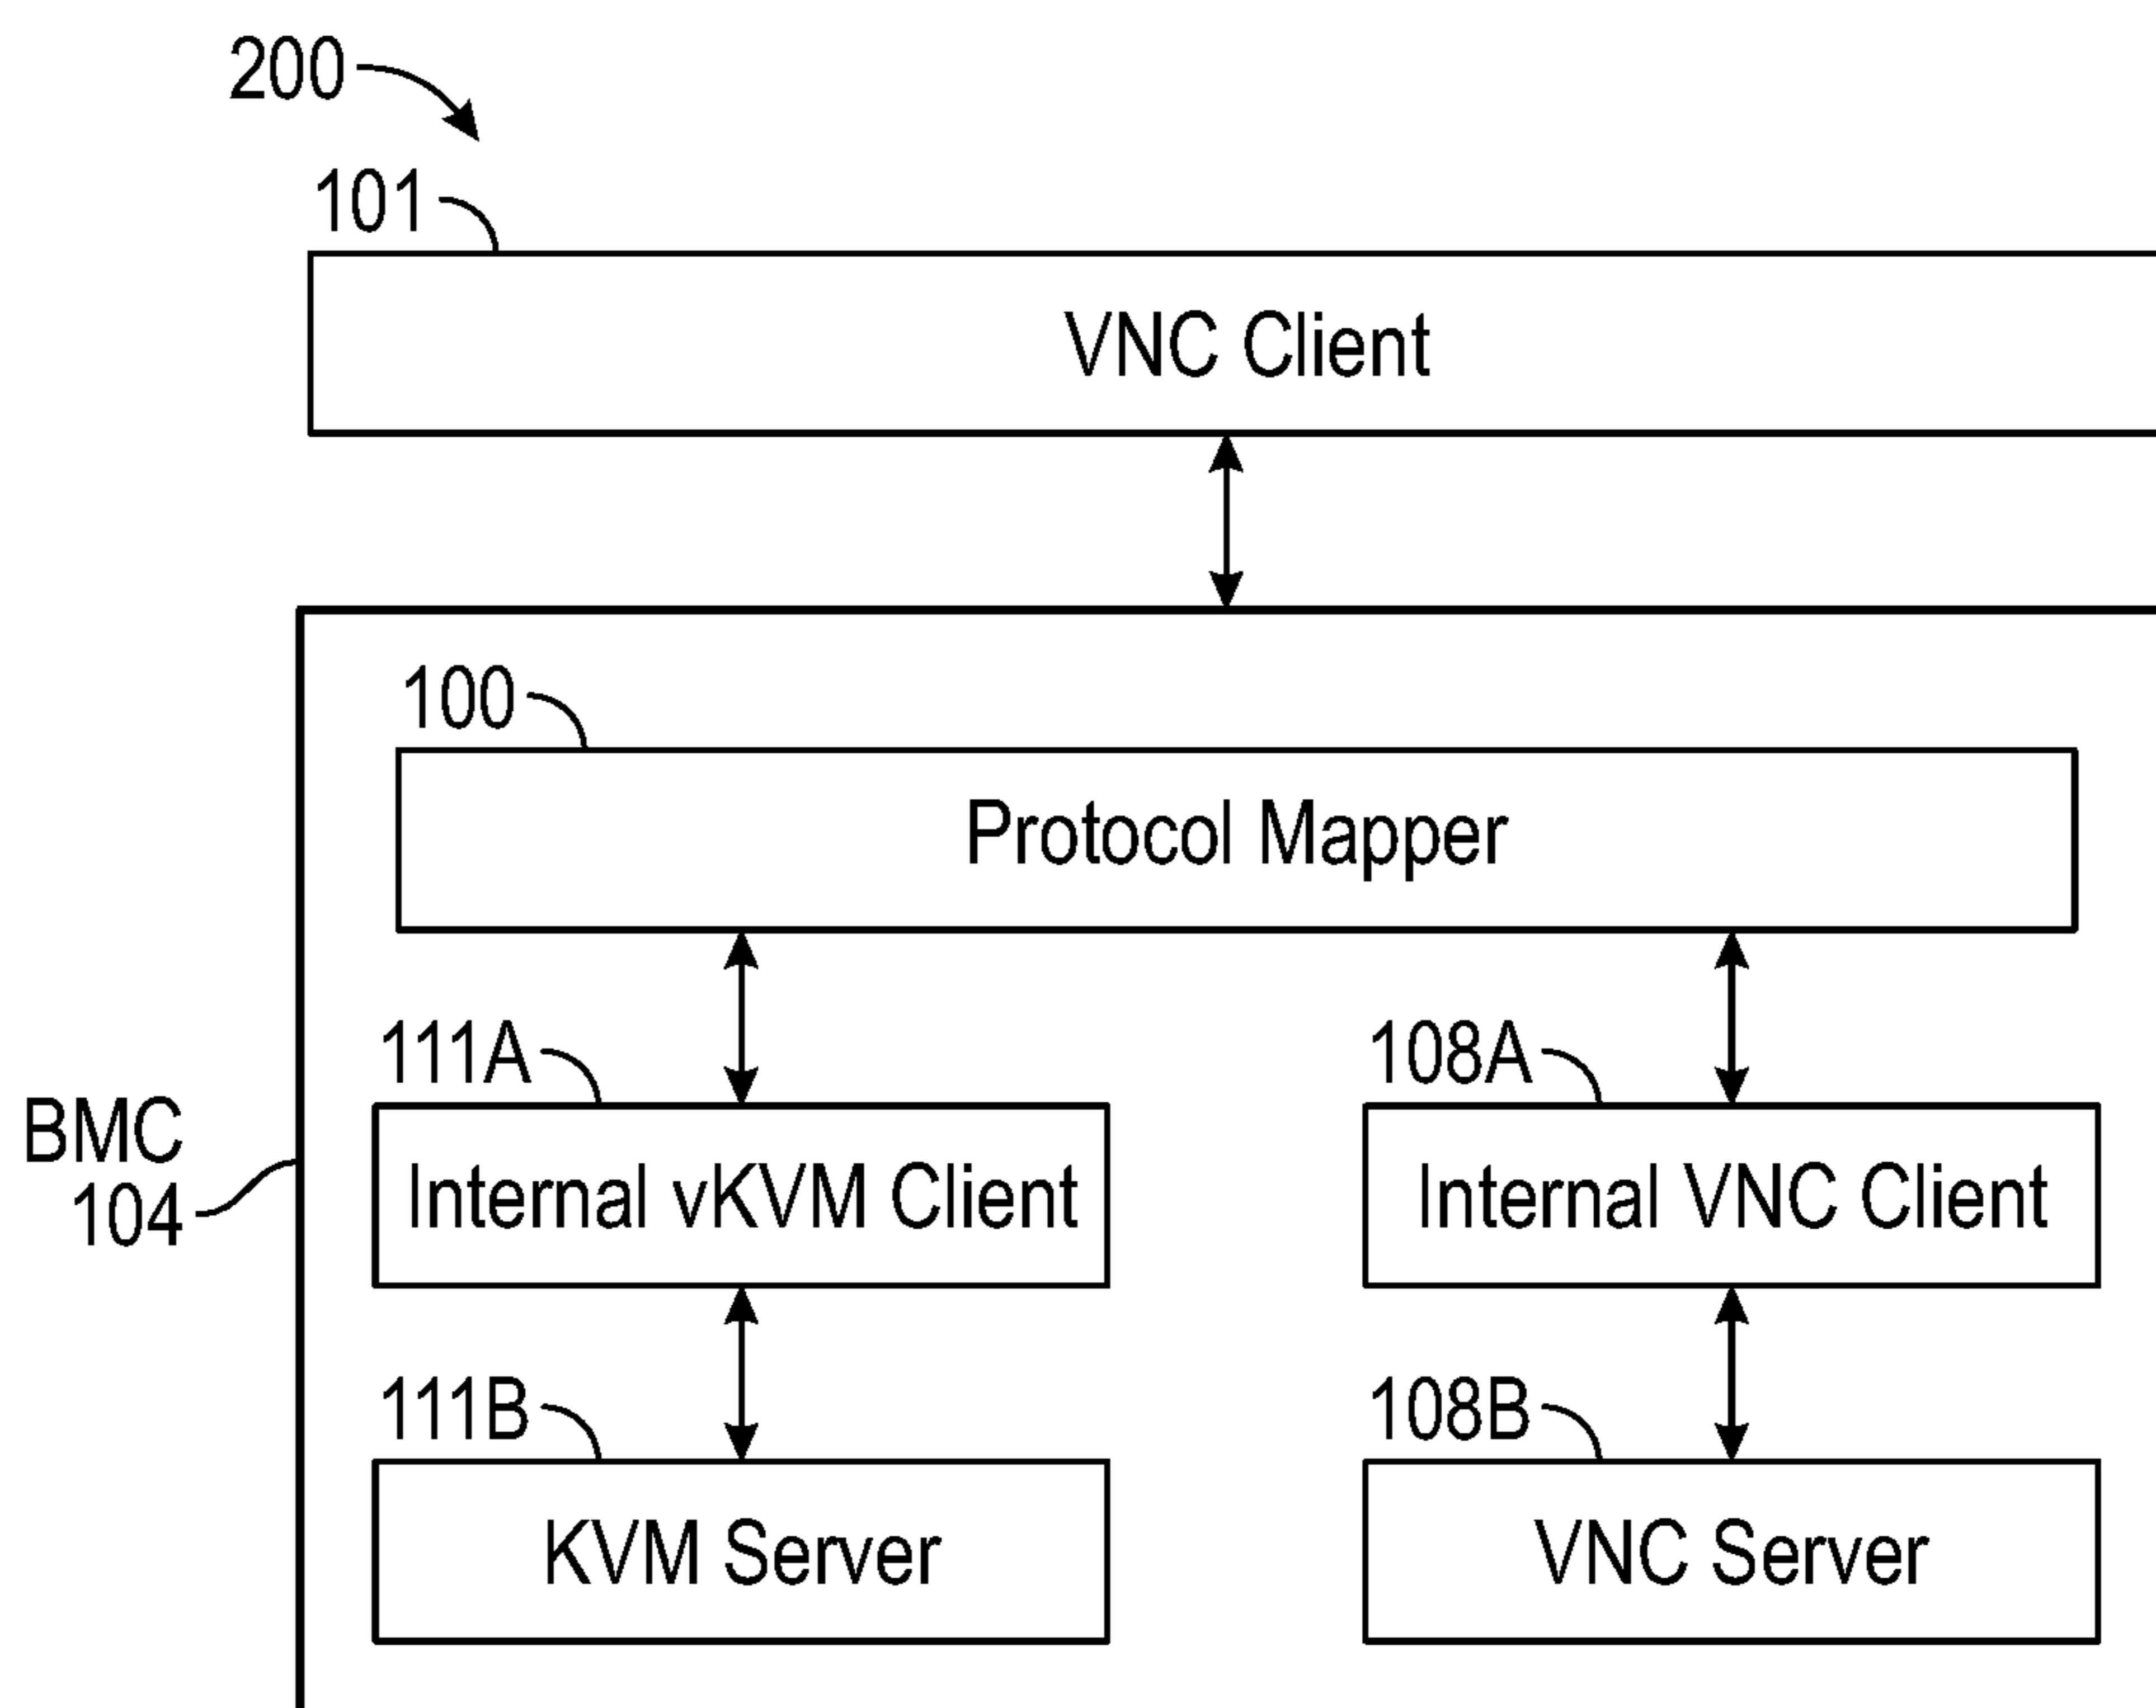 200
101
VNC Client
100
Protocol Mapper
111A
108A
BMC
104
Internal vKVM Client
Internal VNC Client
111B
108B
KVM Server
VNC Server